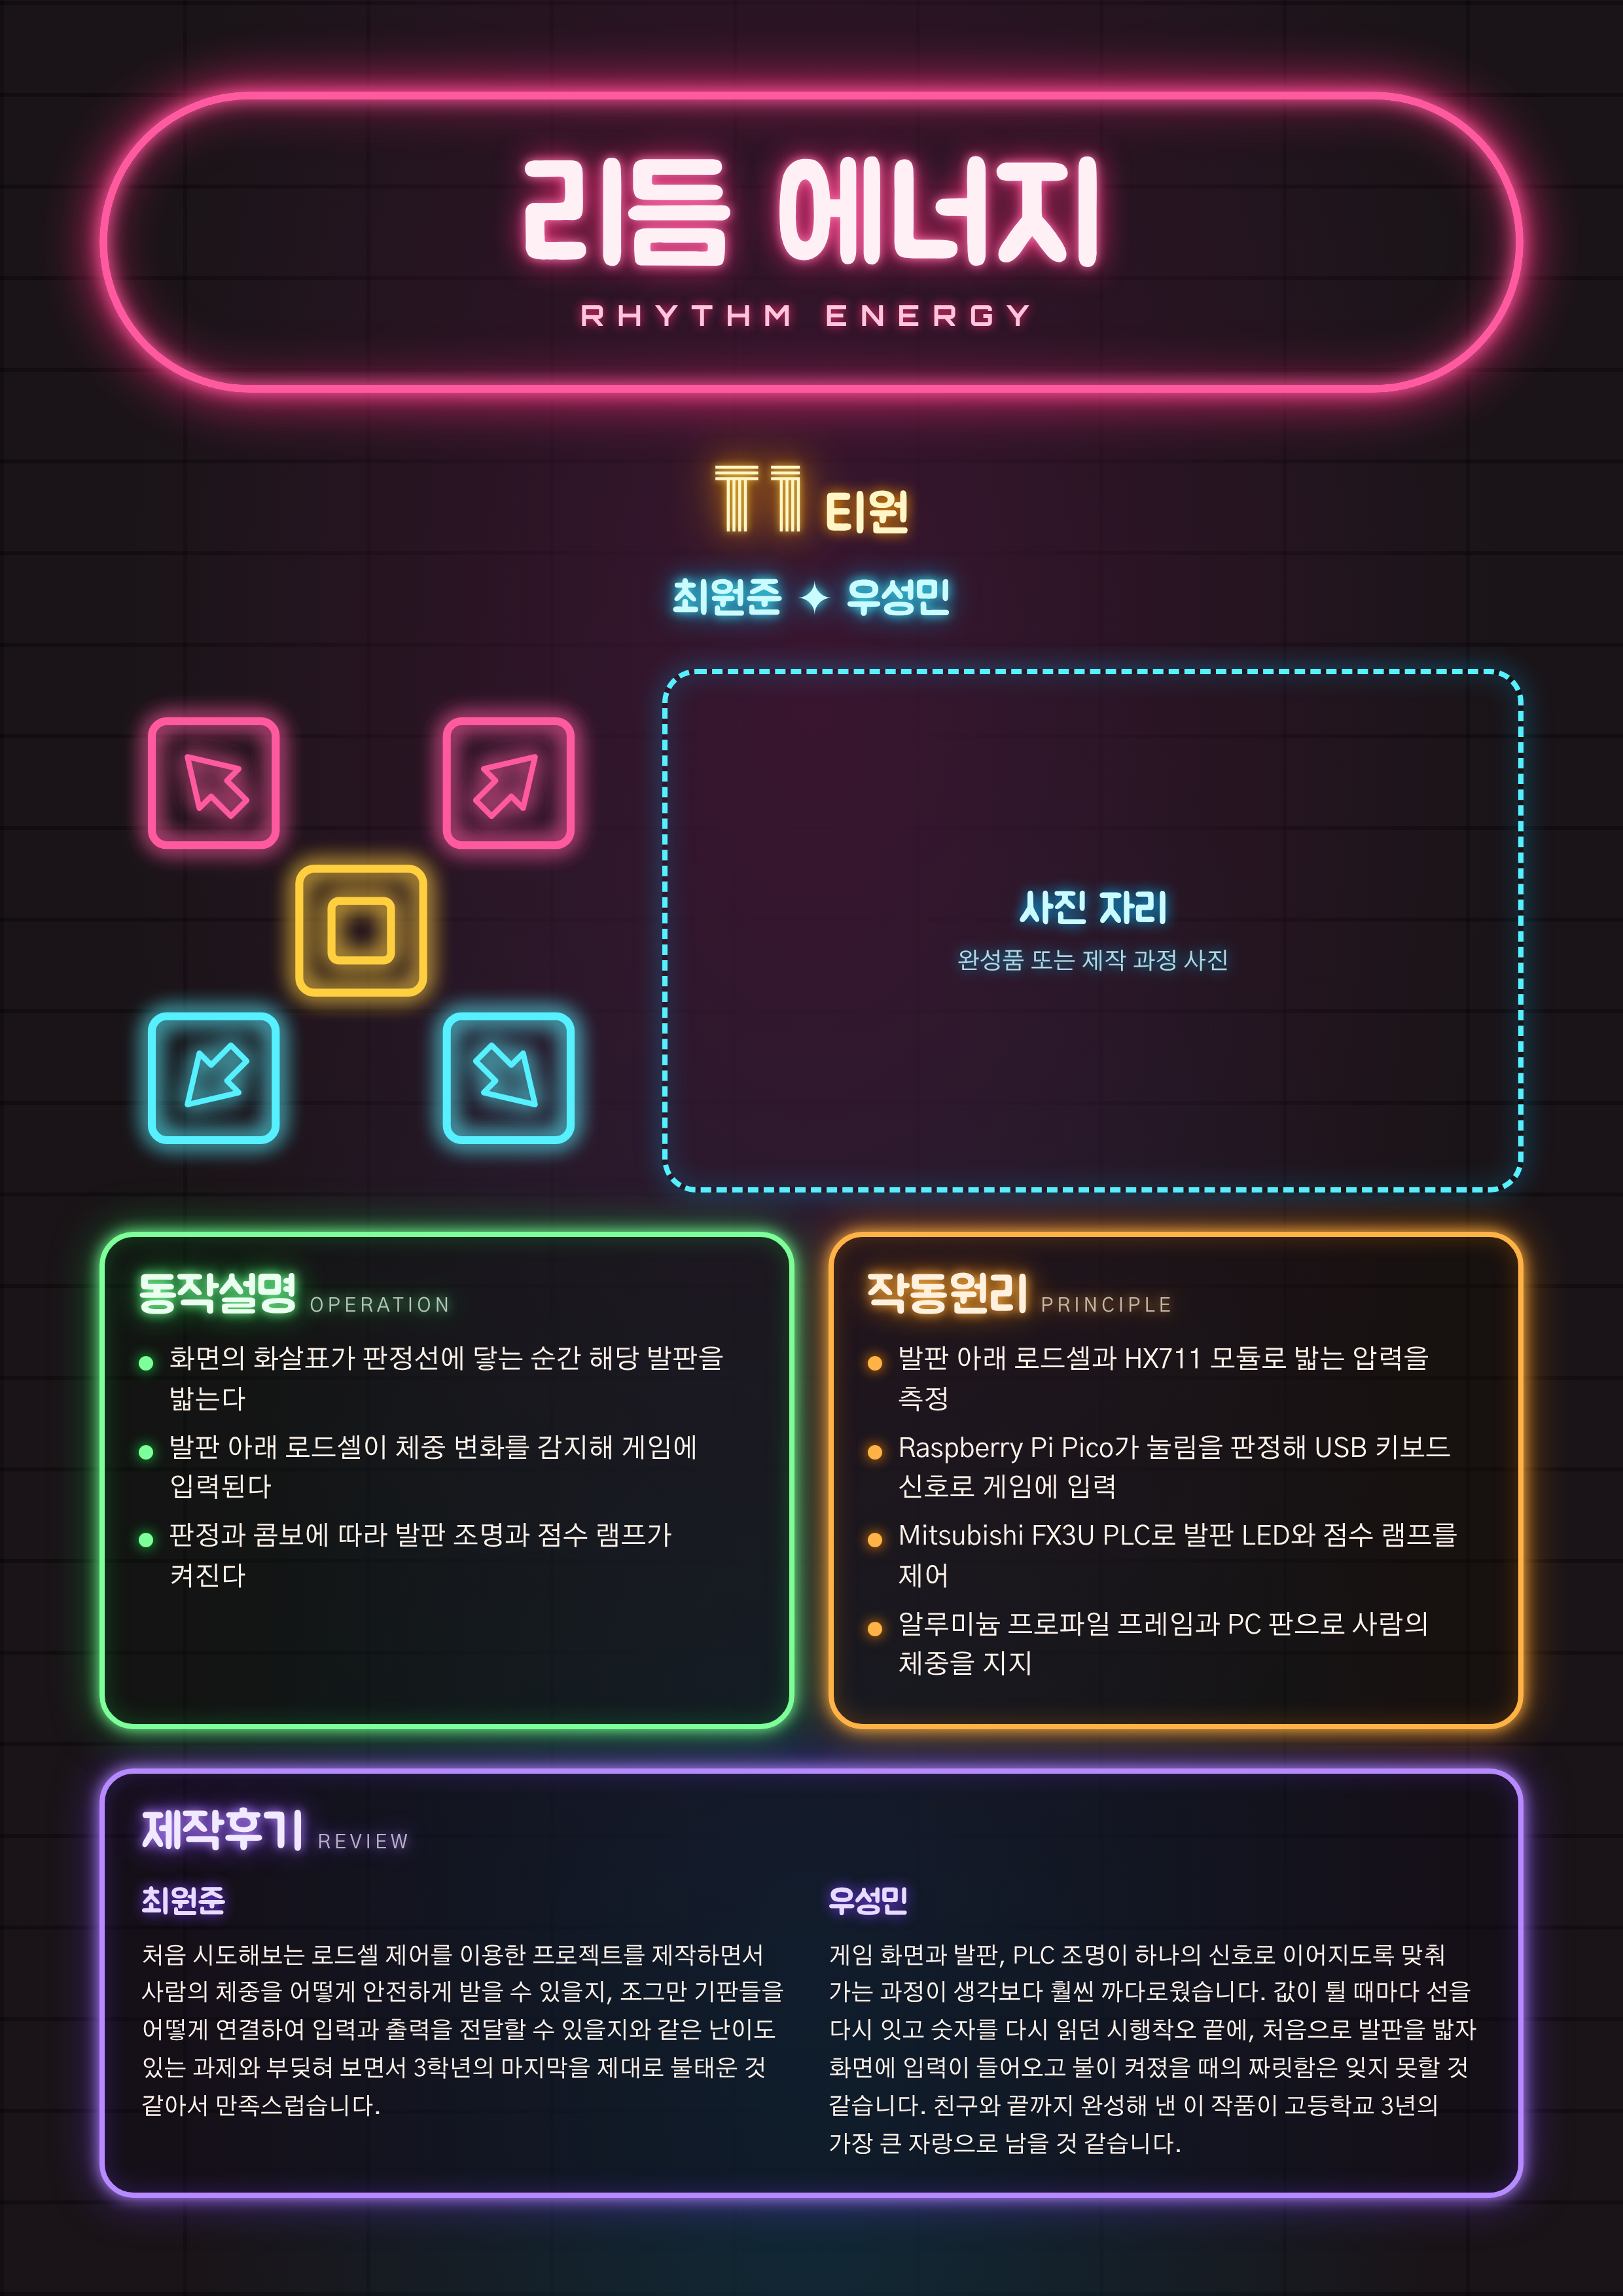 리듬 에너지
RHYTHM ENERGY
T1 티원
최원준 ✦ 우성민
사진 자리
완성품 또는 제작 과정 사진
동작설명 OPERATION
화면의 화살표가 판정선에 닿는 순간 해당 발판을
밟는다
발판 아래 로드셀이 체중 변화를 감지해 게임에
입력된다
판정과 콤보에 따라 발판 조명과 점수 램프가
켜진다
작동원리 PRINCIPLE
발판 아래 로드셀과 HX711 모듈로 밟는 압력을
측정
Raspberry Pi Pico가 눌림을 판정해 USB 키보드
신호로 게임에 입력
Mitsubishi FX3U PLC로 발판 LED와 점수 램프를
제어
알루미늄 프로파일 프레임과 PC 판으로 사람의
체중을 지지
제작후기 REVIEW
최원준
처음 시도해보는 로드셀 제어를 이용한 프로젝트를 제작하면서
사람의 체중을 어떻게 안전하게 받을 수 있을지, 조그만 기판들을
어떻게 연결하여 입력과 출력을 전달할 수 있을지와 같은 난이도
있는 과제와 부딪혀 보면서 3학년의 마지막을 제대로 불태운 것
같아서 만족스럽습니다.
우성민
게임 화면과 발판, PLC 조명이 하나의 신호로 이어지도록 맞춰
가는 과정이 생각보다 훨씬 까다로웠습니다. 값이 튈 때마다 선을
다시 잇고 숫자를 다시 읽던 시행착오 끝에, 처음으로 발판을 밟자
화면에 입력이 들어오고 불이 켜졌을 때의 짜릿함은 잊지 못할 것
같습니다. 친구와 끝까지 완성해 낸 이 작품이 고등학교 3년의
가장 큰 자랑으로 남을 것 같습니다.